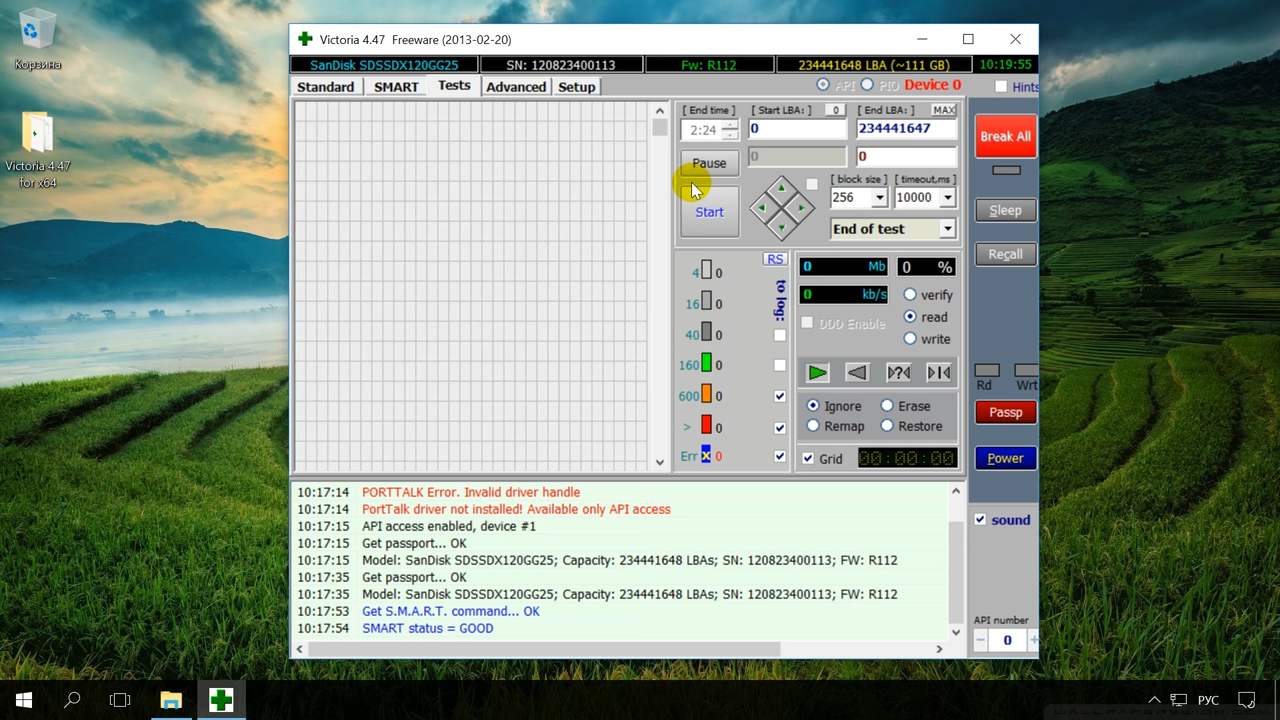 Корзина
Victoria 4.47
for x64
Victoria 4.47 Freeware (2013-02-20)
SanDisk SDSSDX120GG25
SN: 120823400113
Fw: R112
234441648 LBA (~111 GB)
10:19:55
Standard
SMART
Tests
Advanced
Setup
API
PIO
Device 0
Hints
[ End time ]
[ Start LBA: ]
0
[ End LBA: ]
MAX
2:24
0
234441647
Pause
0
0
Start
[ block size ]
[ timeout,ms ]
256
10000
End of test
Break All
Sleep
Recall
RS
to log:
4 0
16 0
40 0
160 0
600 0
> 0
Err x 0
0 Mb
0 %
0 kb/s
verify
read
write
DDD Enable
Ignore
Erase
Remap
Restore
Grid
00:00:00
Rd
Wrt
Passp
Power
10:17:14 PORTTALK Error. Invalid driver handle
10:17:14 PortTalk driver not installed! Available only API access
10:17:15 API access enabled, device #1
10:17:15 Get passport... OK
10:17:15 Model: SanDisk SDSSDX120GG25; Capacity: 234441648 LBAs; SN: 120823400113; FW: R112
10:17:35 Get passport... OK
10:17:35 Model: SanDisk SDSSDX120GG25; Capacity: 234441648 LBAs; SN: 120823400113; FW: R112
10:17:53 Get S.M.A.R.T. command... OK
10:17:54 SMART status = GOOD
sound
API number
0
РУС